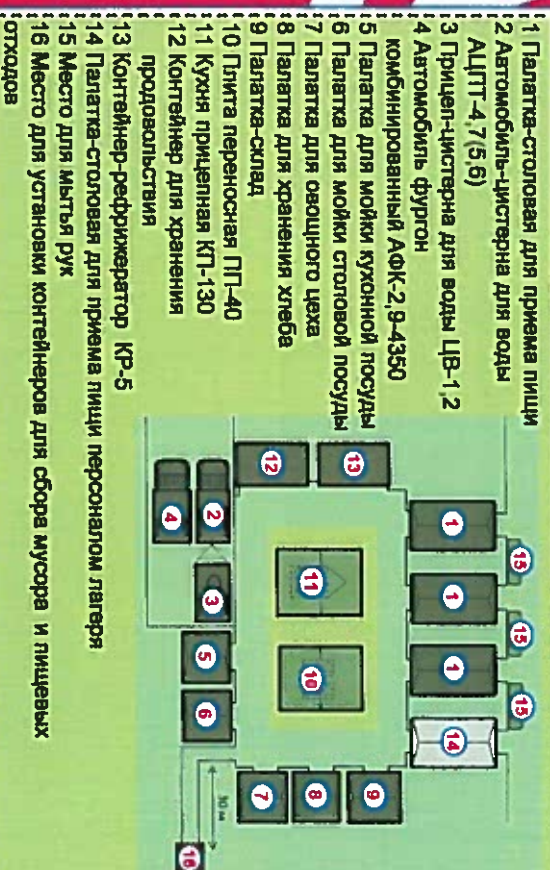 1 Палатка-столовая для приема пищи
2 Автомобиль-цистерна для воды
АЦПТ-4,7(5,6)
3 Прицеп-цистерна для воды ЦВ-1,2
4 Автомобиль фургон
комбинированный АФК-2,9-4350
5 Палатка для мойки кухонной посуды
6 Палатка для мойки столовой посуды
7 Палатка для овощного цеха
8 Палатка для хранения хлеба
9 Палатка-склад
10 Плита переносная ПП-40
11 Кухня прицепная КП-130
12 Контейнер для хранения
продовольствия
13 Контейнер-рефрижератор КР-5
14 Палатка-столовая для приема пищи персоналом лагеря
15 Место для мытья рук
16 Место для установки контейнеров для сбора мусора и пищевых
отходов
15 15 15
1 1 1 14
13
12
11 10
9
8
7
2
4
3
5
6
16